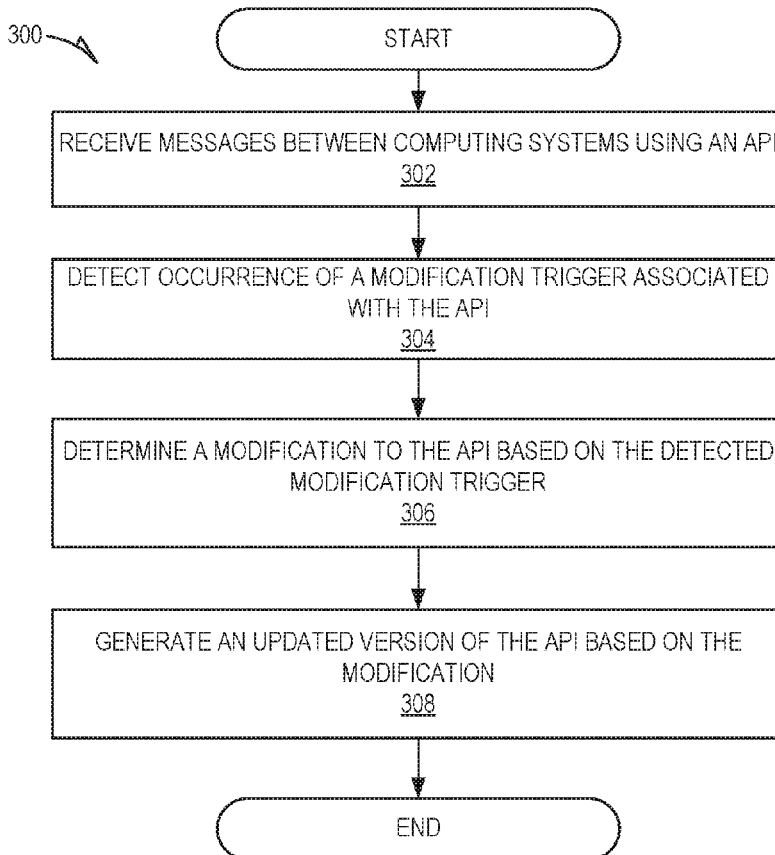 300
START
RECEIVE MESSAGES BETWEEN COMPUTING SYSTEMS USING AN API
302
DETECT OCCURRENCE OF A MODIFICATION TRIGGER ASSOCIATED
WITH THE API
304
DETERMINE A MODIFICATION TO THE API BASED ON THE DETECTED
MODIFICATION TRIGGER
306
GENERATE AN UPDATED VERSION OF THE API BASED ON THE
MODIFICATION
308
END